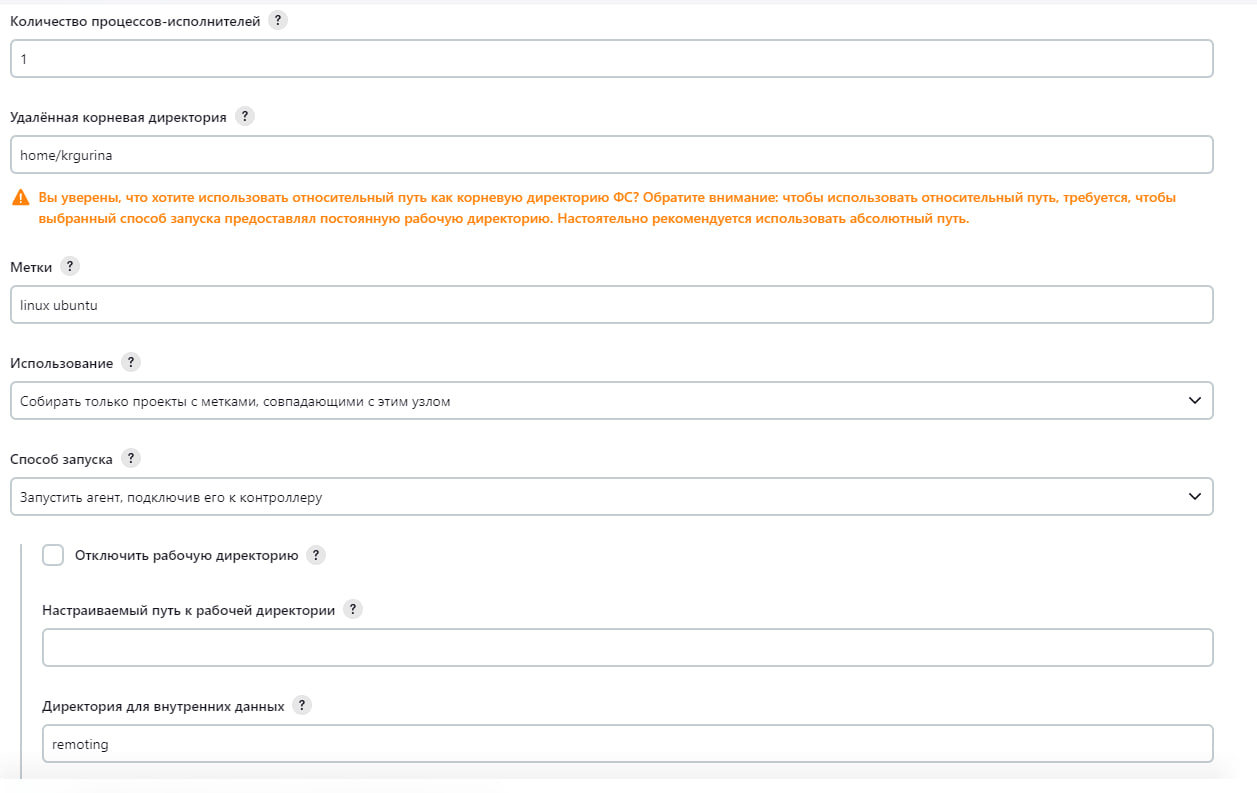 Количество процессов-исполнителей ?
1
Удалённая корневая директория ?
home/krgurina
Вы уверены, что хотите использовать относительный путь как корневую директорию ФС? Обратите внимание: чтобы использовать относительный путь, требуется, чтобы
выбранный способ запуска предоставлял постоянную рабочую директорию. Настоятельно рекомендуется использовать абсолютный путь.
Метки ?
linux ubuntu
Использование ?
Собирать только проекты с метками, совпадающими с этим узлом
Способ запуска ?
Запустить агент, подключив его к контроллеру
Отключить рабочую директорию ?
Настраиваемый путь к рабочей директории ?
Директория для внутренних данных ?
remoting